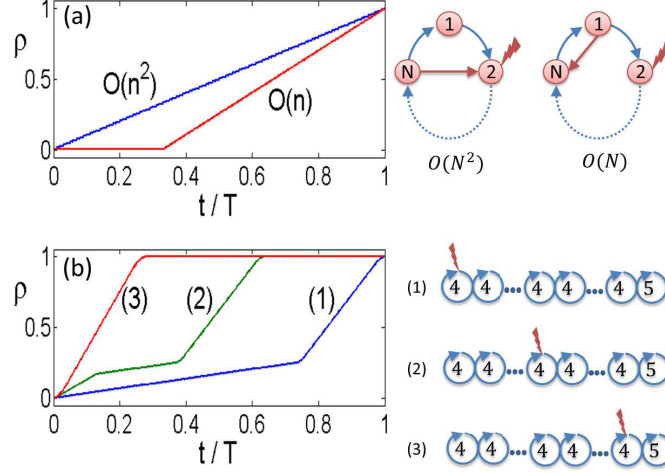 (a)
ρ
1
0.5
0
O(n²)
O(n)
0 0.2 0.4 0.6 0.8 1
t / T
1
N
2
O(N²)
1
N
2
O(N)
(b)
ρ
1
0.5
0
(3)
(2)
(1)
0 0.2 0.4 0.6 0.8 1
t / T
(1) 4 4 ... 4 4 ... 4 5
(2) 4 4 ... 4 4 ... 4 5
(3) 4 4 ... 4 4 ... 4 5